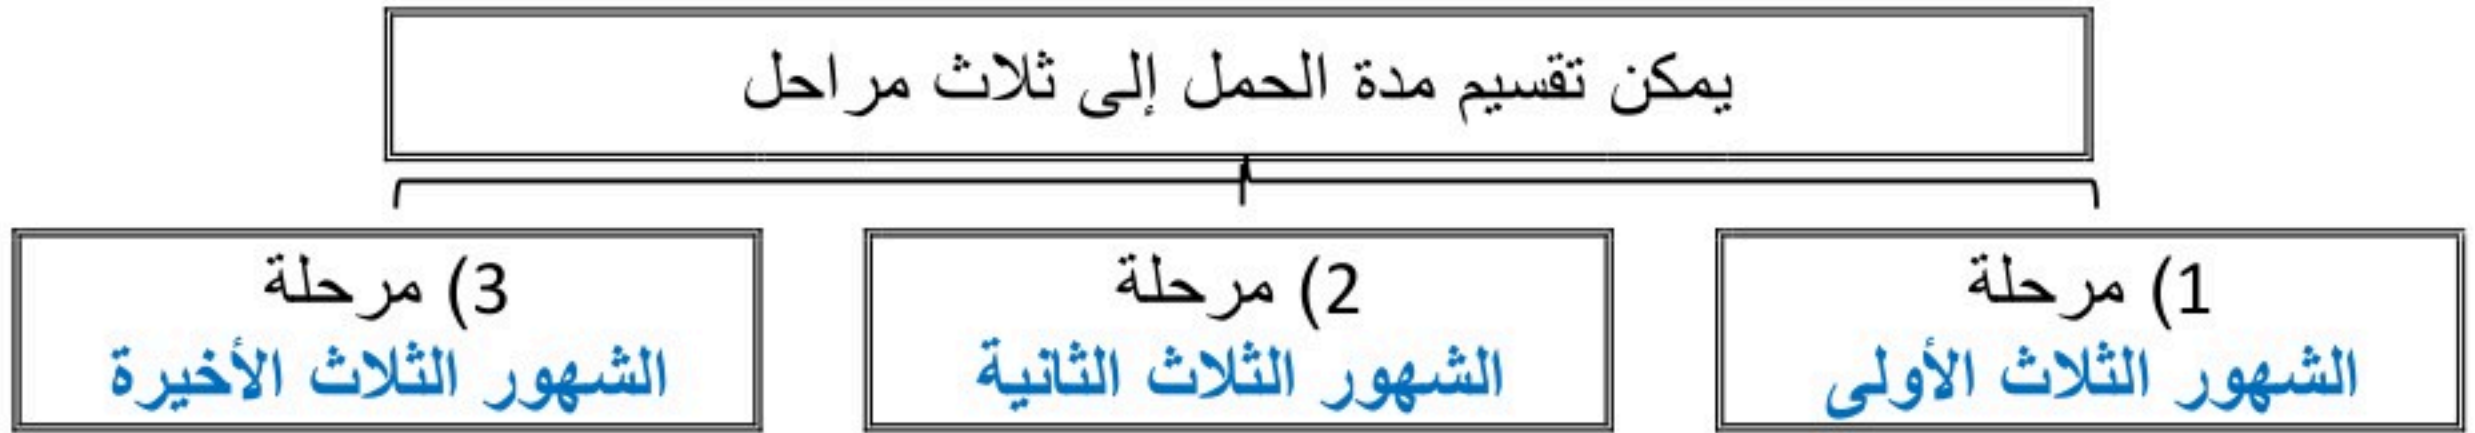 يمكن تقسيم مدة الحمل إلى ثلاث مراحل
1) مرحلة
الشهور الثلاث الأولى
2) مرحلة
الشهور الثلاث الثانية
3) مرحلة
الشهور الثلاث الأخيرة